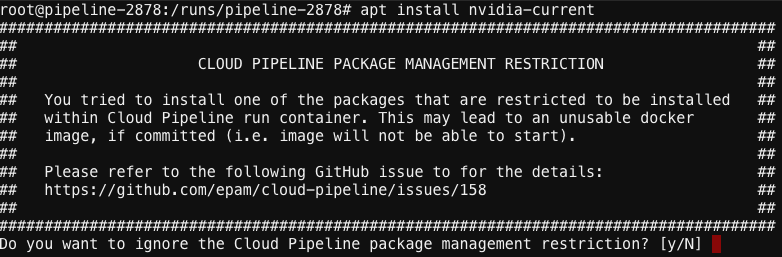 root@pipeline-2878:/runs/pipeline-2878# apt install nvidia-current
######################################################################################
##                                                                                  ##
##                    CLOUD PIPELINE PACKAGE MANAGEMENT RESTRICTION                 ##
##                                                                                  ##
##   You tried to install one of the packages that are restricted to be installed   ##
##   within Cloud Pipeline run container. This may lead to an unusable docker       ##
##   image, if committed (i.e. image will not be able to start).                    ##
##                                                                                  ##
##   Please refer to the following GitHub issue to for the details:                 ##
##   https://github.com/epam/cloud-pipeline/issues/158                              ##
##                                                                                  ##
######################################################################################
Do you want to ignore the Cloud Pipeline package management restriction? [y/N]